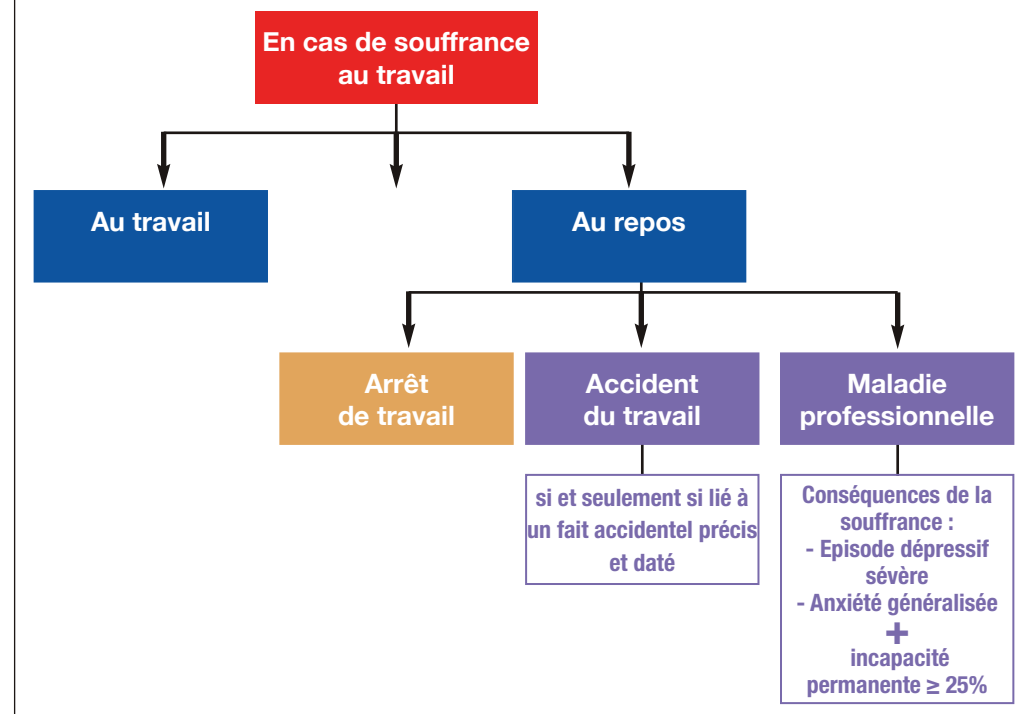 En cas de souffrance
au travail
Au travail
Au repos
Arrêt
de travail
Accident
du travail
Maladie
professionnelle
si et seulement si lié à
un fait accidentel précis
et daté
Conséquences de la
souffrance :
- Episode dépressif
sévère
- Anxiété généralisée
+
incapacité
permanente ≥ 25%